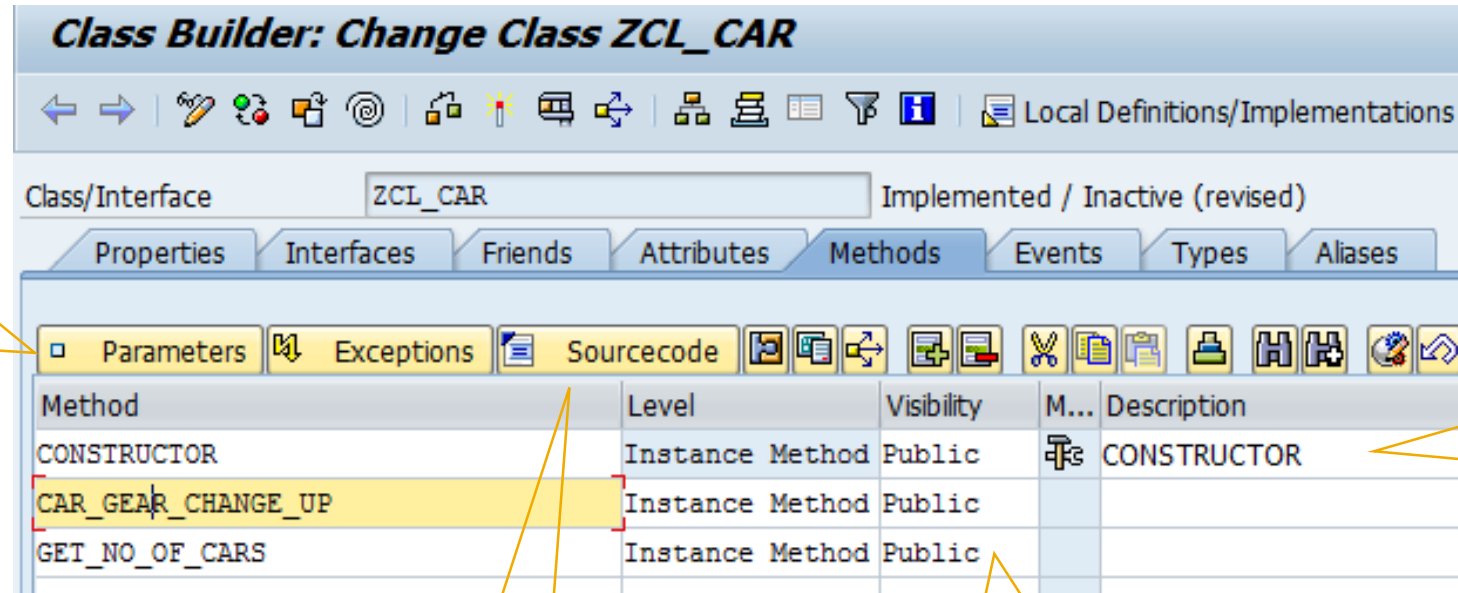 Class Builder: Change Class ZCL_CAR
Local Definitions/Implementations
Class/Interface ZCL_CAR Implemented / Inactive (revised)
Properties Interfaces Friends Attributes Methods Events Types Aliases
Parameters Exceptions Sourcecode
Method Level Visibility M... Description
CONSTRUCTOR Instance Method Public CONSTRUCTOR
CAR_GEAR_CHANGE_UP Instance Method Public
GET_NO_OF_CARS Instance Method Public